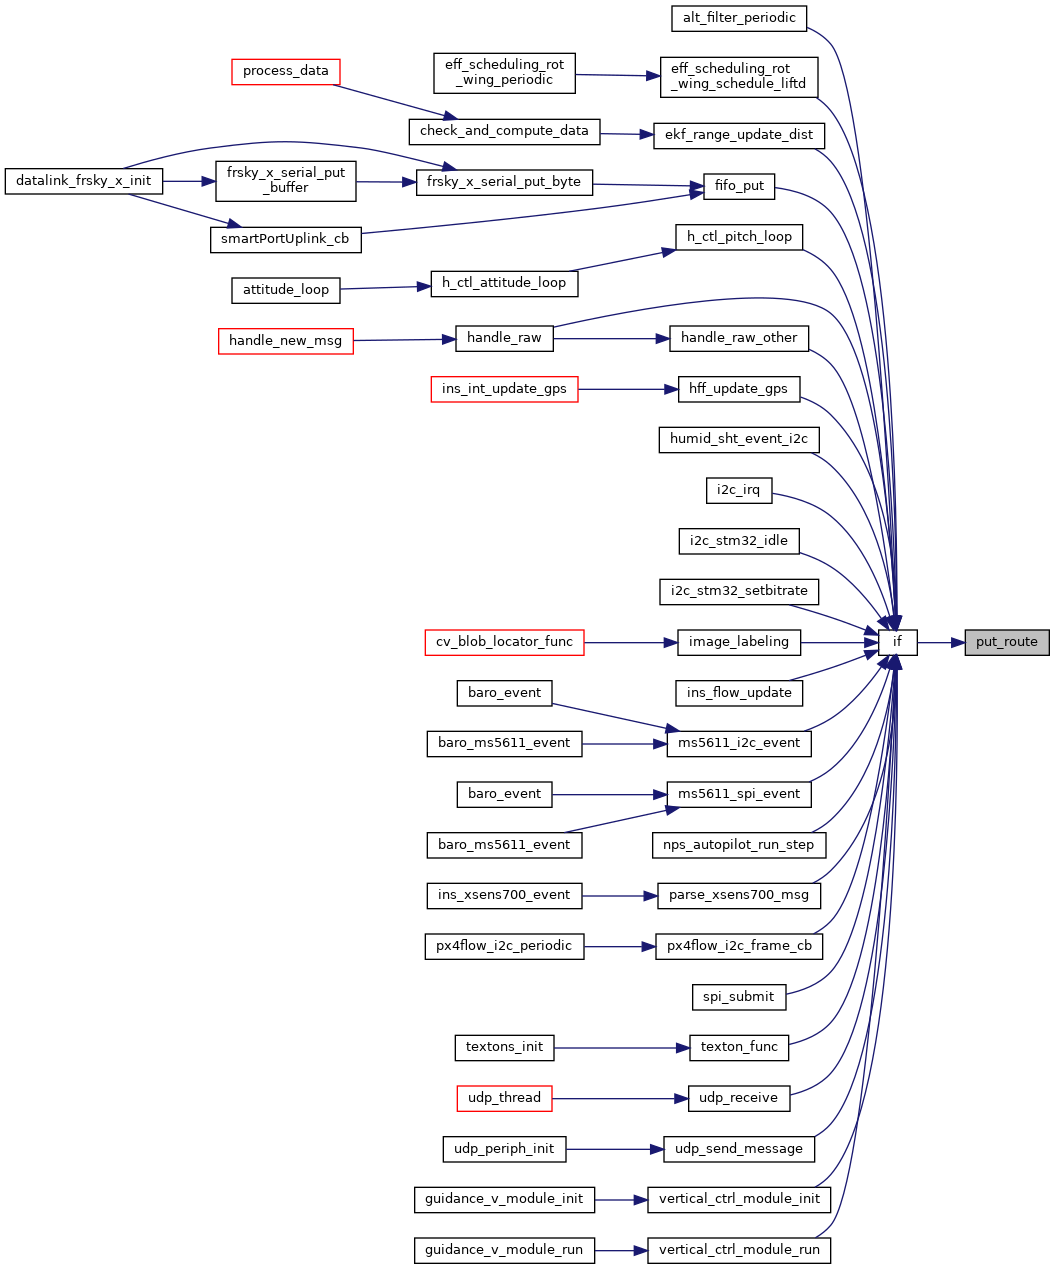 alt_filter_periodic
eff_scheduling_rot
_wing_periodic
eff_scheduling_rot
_wing_schedule_liftd
process_data
check_and_compute_data
ekf_range_update_dist
datalink_frsky_x_init
frsky_x_serial_put
_buffer
frsky_x_serial_put_byte
fifo_put
smartPortUplink_cb
h_ctl_pitch_loop
attitude_loop
h_ctl_attitude_loop
handle_new_msg
handle_raw
handle_raw_other
ins_int_update_gps
hff_update_gps
humid_sht_event_i2c
i2c_irq
i2c_stm32_idle
i2c_stm32_setbitrate
cv_blob_locator_func
image_labeling
if
put_route
baro_event
ins_flow_update
baro_ms5611_event
ms5611_i2c_event
baro_event
ms5611_spi_event
baro_ms5611_event
nps_autopilot_run_step
ins_xsens700_event
parse_xsens700_msg
px4flow_i2c_periodic
px4flow_i2c_frame_cb
spi_submit
textons_init
texton_func
udp_thread
udp_receive
udp_periph_init
udp_send_message
guidance_v_module_init
vertical_ctrl_module_init
guidance_v_module_run
vertical_ctrl_module_run